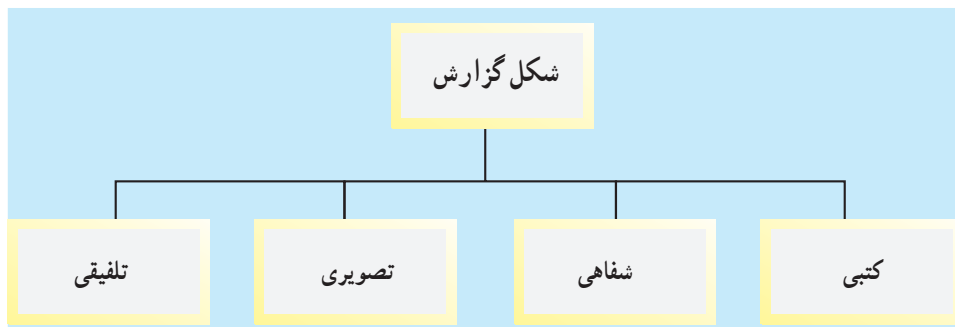 شکل گزارش
کتبی
شفاهی
تصویری
تلفیقی